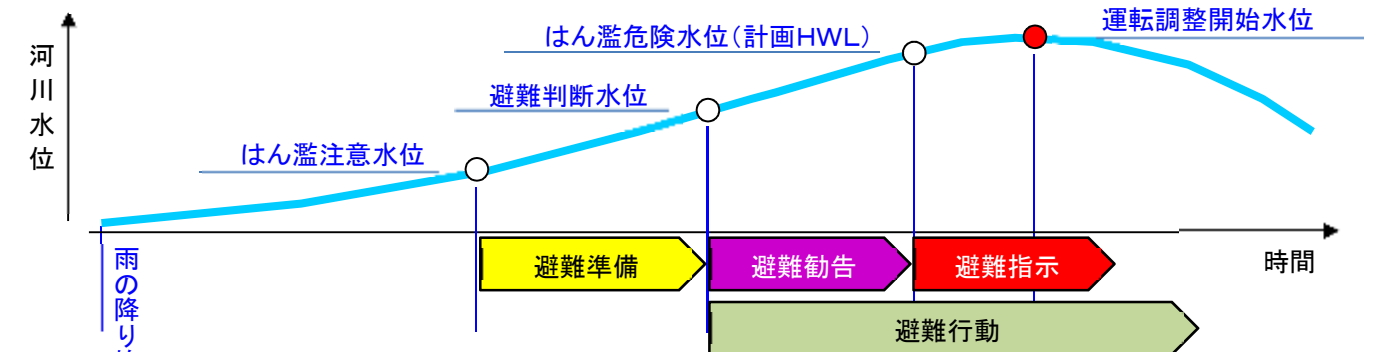 河川水位
はん濫注意水位
避難判断水位
はん濫危険水位(計画HWL)
運転調整開始水位
時間
雨の降り
避難準備
避難勧告
避難指示
避難行動